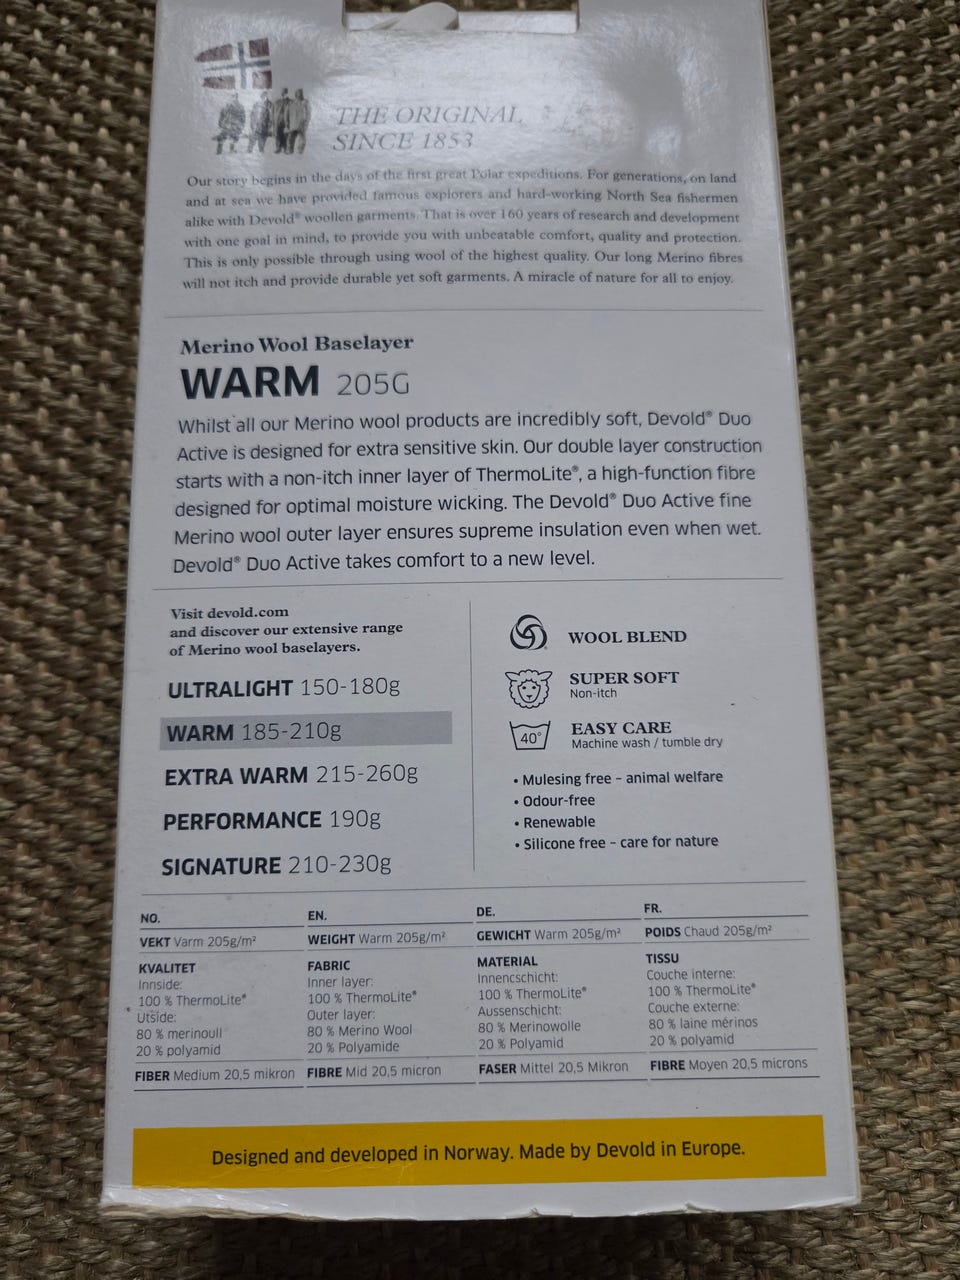 THE ORIGINAL
SINCE 1853
Our story begins in the days of the first great Polar expeditions. For generations, on land
and at sea we have provided famous explorers and hard-working North Sea fishermen
alike with Devold® woollen garments. That is over 160 years of research and development
with one goal in mind, to provide you with unbeatable comfort, quality and protection.
This is only possible through using wool of the highest quality. Our long Merino fibres
will not itch and provide durable yet soft garments. A miracle of nature for all to enjoy.
Merino Wool Baselayer
WARM 205G
Whilst all our Merino wool products are incredibly soft, Devold® Duo
Active is designed for extra sensitive skin. Our double layer construction
starts with a non-itch inner layer of ThermoLite®, a high-function fibre
designed for optimal moisture wicking. The Devold® Duo Active fine
Merino wool outer layer ensures supreme insulation even when wet.
Devold® Duo Active takes comfort to a new level.
Visit devold.com
and discover our extensive range
of Merino wool baselayers.
ULTRALIGHT 150-180g
WARM 185-210g
EXTRA WARM 215-260g
PERFORMANCE 190g
SIGNATURE 210-230g
WOOL BLEND
SUPER SOFT
Non-itch
40°
EASY CARE
Machine wash / tumble dry
• Mulesing free – animal welfare
• Odour-free
• Renewable
• Silicone free – care for nature
NO.
VEKT Varm 205g/m²
KVALITET
Innside:
100 % ThermoLite®
Utside:
80 % merinoull
20 % polyamid
FIBER Medium 20,5 mikron
EN.
WEIGHT Warm 205g/m²
FABRIC
Inner layer:
100 % ThermoLite®
Outer layer:
80 % Merino Wool
20 % Polyamide
FIBRE Mid 20,5 micron
DE.
GEWICHT Warm 205g/m²
MATERIAL
Innencschicht:
100 % ThermoLite®
Aussenschicht:
80 % Merinowolle
20 % Polyamid
FASER Mittel 20,5 Mikron
FR.
POIDS Chaud 205g/m²
TISSU
Couche interne:
100 % ThermoLite®
Couche externe:
80 % laine mérinos
20 % polyamid
FIBRE Moyen 20,5 microns
Designed and developed in Norway. Made by Devold in Europe.